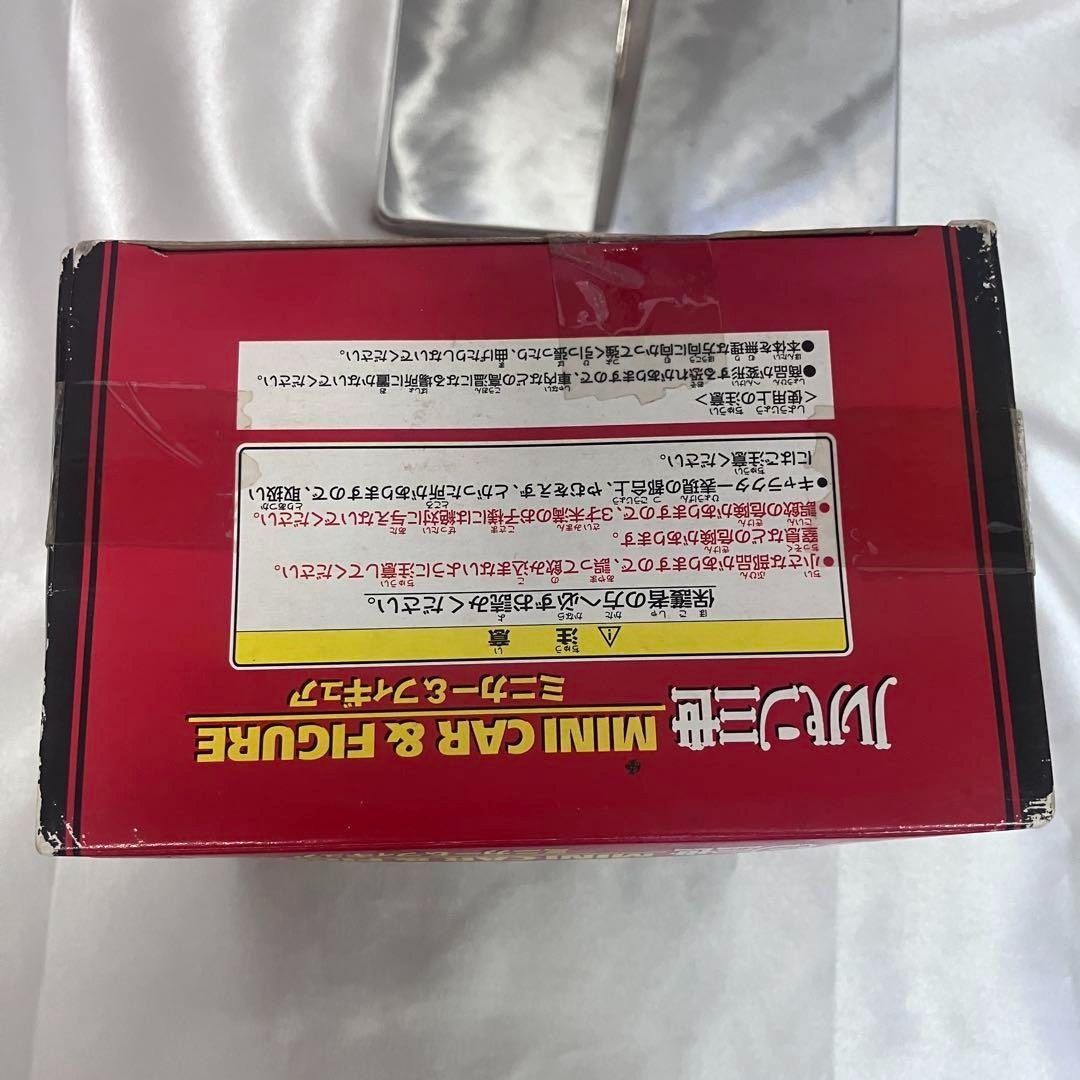 ルパン三世
MINI CAR & FIGURE
ミニカー&フィギュア
⚠ 注意
保護者の方へ必ずお読みください。
●小さな部品がありますので、誤って飲み込まないように注意してください。
窒息などの危険があります。
●誤飲の危険がありますので、3才未満のお子様には絶対に与えないでください。
●キャラクター表現の都合上、やむをえず、とがった所がありますので、取扱い
にはご注意ください。
<使用上の注意>
●商品が変形する恐れがありますので、車内などの高温になる場所に置かないでください。
●本体を無理な方向に向かって強く引っ張ったり、曲げたりしないでください。